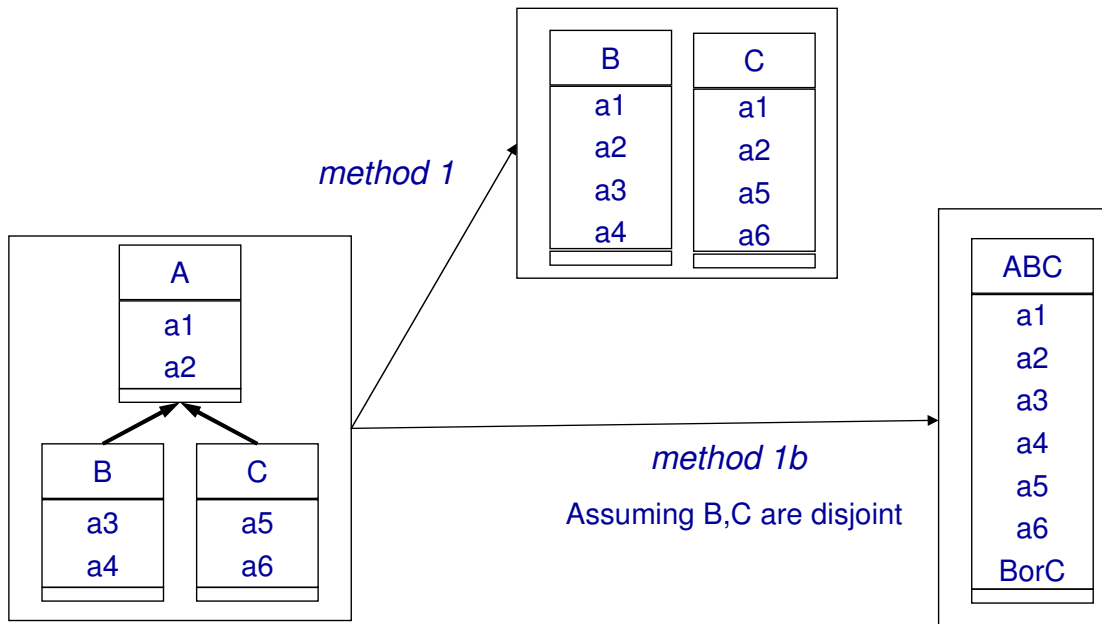 B
a1
a2
a3
a4
C
a1
a2
a5
a6
method 1
A
a1
a2
B
a3
a4
C
a5
a6
method 1b
Assuming B,C are disjoint
ABC
a1
a2
a3
a4
a5
a6
BorC